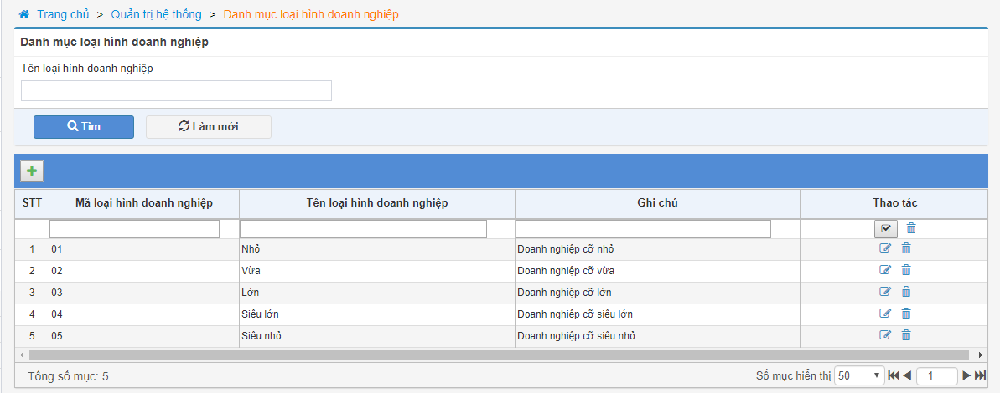 Trang chủ > Quản trị hệ thống > Danh mục loại hình doanh nghiệp
Danh mục loại hình doanh nghiệp
Tên loại hình doanh nghiệp
Tìm Làm mới
STT Mã loại hình doanh nghiệp Tên loại hình doanh nghiệp Ghi chú Thao tác
1 01 Nhỏ Doanh nghiệp cỡ nhỏ
2 02 Vừa Doanh nghiệp cỡ vừa
3 03 Lớn Doanh nghiệp cỡ lớn
4 04 Siêu lớn Doanh nghiệp cỡ siêu lớn
5 05 Siêu nhỏ Doanh nghiệp cỡ siêu nhỏ
Tổng số mục: 5 Số mục hiển thị 50 1